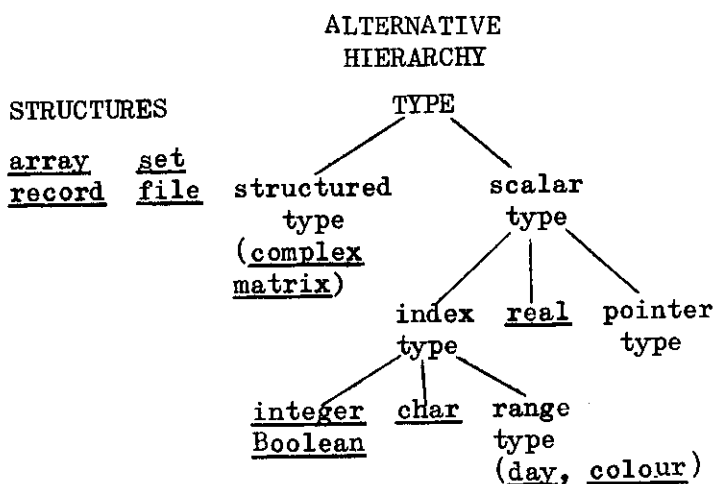 ALTERNATIVE
HIERARCHY
STRUCTURES
TYPE
array set
record file
structured
type
(complex
matrix)
scalar
type
index
type
real
pointer
type
integer
Boolean
char
range
type
(day, colour)